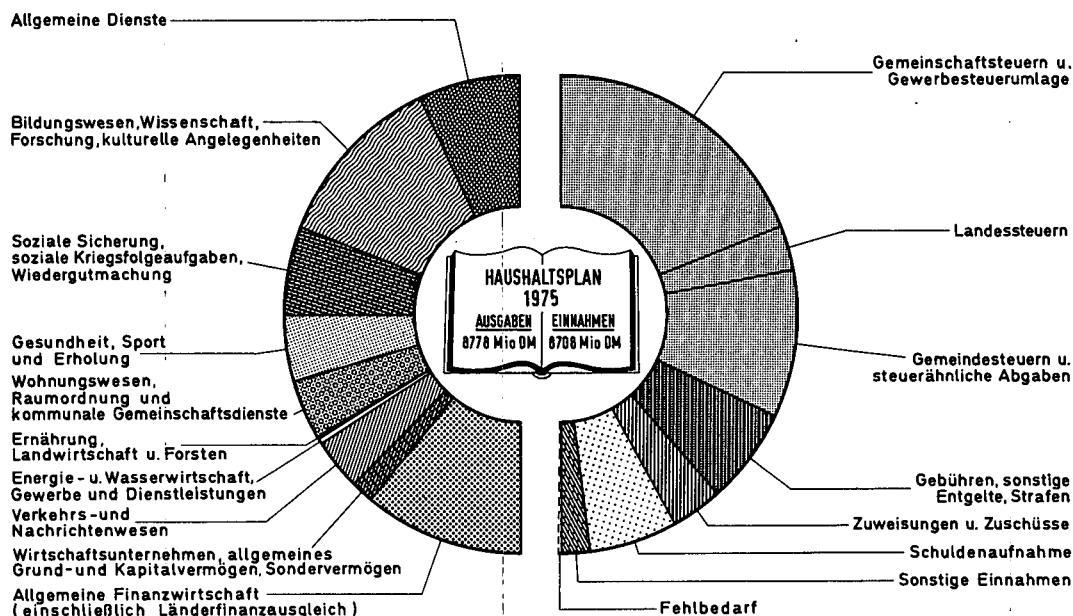 Allgemeine Dienste
Bildungswesen, Wissenschaft,
Forschung, kulturelle Angelegenheiten
Soziale Sicherung,
soziale Kriegsfolgeaufgaben,
Wiedergutmachung
Gesundheit, Sport
und Erholung
Wohnungswesen,
Raumordnung und
kommunale Gemeinschaftsdienste
Ernährung,
Landwirtschaft u. Forsten
Energie- u. Wasserwirtschaft,
Gewerbe und Dienstleistungen
Verkehrs- und
Nachrichtenwesen
Wirtschaftsunternehmen, allgemeines
Grund- und Kapitalvermögen, Sondervermögen
Allgemeine Finanzwirtschaft
(einschließlich Länderfinanzausgleich)
HAUSHALTSPLAN
1975
AUSGABEN
8778 Mio DM
EINNAHMEN
8708 Mio DM
Gemeinschaftsteuern u.
Gewerbesteuerumlage
Landessteuern
Gemeindesteuern u.
steuerähnliche Abgaben
Gebühren, sonstige
Entgelte, Strafen
Zuweisungen u. Zuschüsse
Schuldenaufnahme
Sonstige Einnahmen
Fehlbedarf